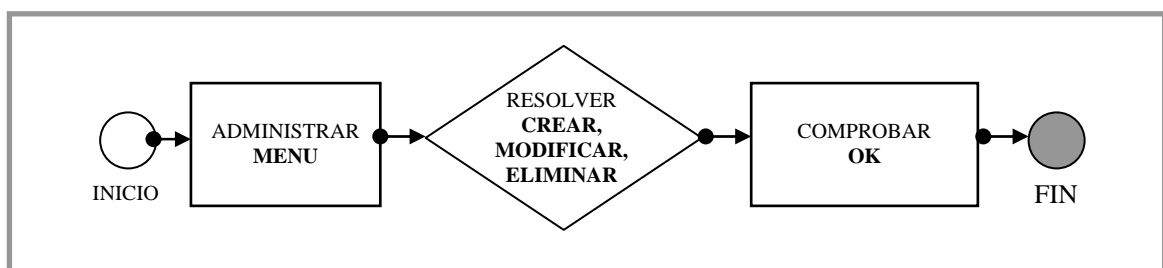 INICIO
ADMINISTRAR
MENU
RESOLVER
CREAR,
MODIFICAR,
ELIMINAR
COMPROBAR
OK
FIN